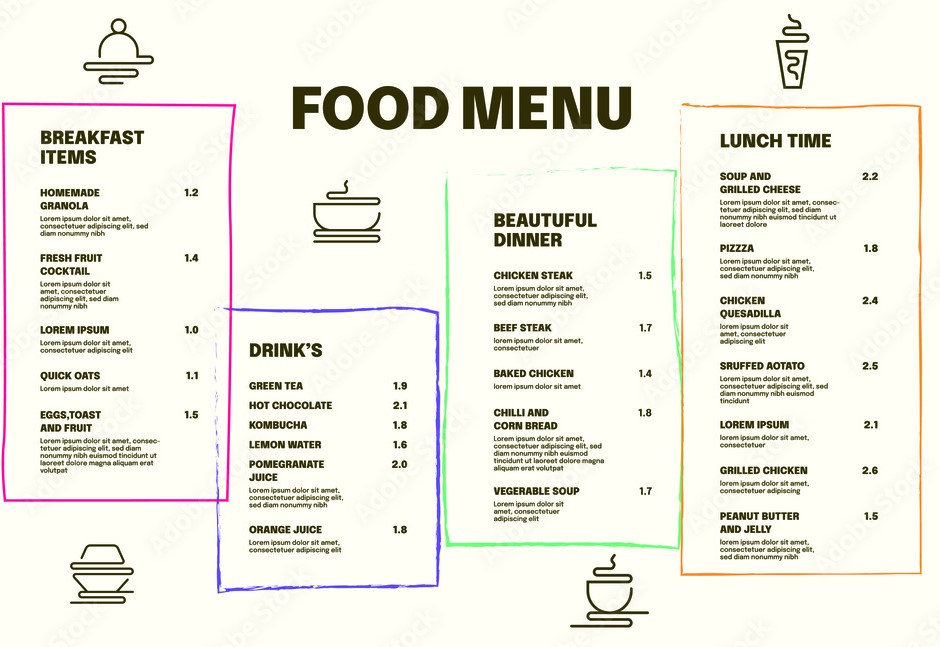 FOOD MENU
BREAKFAST
ITEMS
HOMEMADE 1.2
GRANOLA
Lorem ipsum dolor sit amet,
consectetuer adipiscing elit, sed
diam nonummy nibh
FRESH FRUIT 1.4
COCKTAIL
Lorem ipsum dolor sit
amet, consectetuer
adipiscing elit, sed diam
nonummy nibh
LOREM IPSUM 1.0
Lorem ipsum dolor sit amet,
consectetuer adipiscing elit
QUICK OATS 1.1
Lorem ipsum dolor sit amet
EGGS,TOAST 1.5
AND FRUIT
Lorem ipsum dolor sit amet, consec-
tetuer adipiscing elit, sed diam
nonummy nibh euismod tincidunt ut
laoreet dolore magna aliquam erat
volutpat
DRINK'S
GREEN TEA 1.9
HOT CHOCOLATE 2.1
KOMBUCHA 1.8
LEMON WATER 1.6
POMEGRANATE 2.0
JUICE
Lorem ipsum dolor sit amet,
consectetuer adipiscing elit, sed
diam nonummy nibh
ORANGE JUICE 1.8
Lorem ipsum dolor sit amet,
consectetuer adipiscing elit
BEAUTUFUL
DINNER
CHICKEN STEAK 1.5
Lorem ipsum dolor sit amet,
consectetuer adipiscing elit,
sed diam nonummy nibh
BEEF STEAK 1.7
Lorem ipsum dolor sit amet,
consectetuer
BAKED CHICKEN 1.4
lorem ipsum dolor sit amet
CHILLI AND 1.8
CORN BREAD
Lorem ipsum dolor sit amet,
consectetuer adipiscing elit, sed
diam nonummy nibh euismod
tincidunt ut laoreet dolore magna
aliquam erat volutpat
VEGERABLE SOUP 1.7
Lorem ipsum dolor sit
amet, consectetuer
adipiscing elit
LUNCH TIME
SOUP AND 2.2
GRILLED CHEESE
Lorem ipsum dolor sit amet, consec-
tetuer adipiscing elit, sed diam
nonummy nibh euismod tincidunt ut
laoreet dolore
PIZZZA 1.8
Lorem ipsum dolor sit amet,
consectetuer adipiscing elit,
sed diam nonummy nibh
CHICKEN 2.4
QUESADILLA
lorem ipsum dolor sit
amet, consectetuer
adipiscing elit
SRUFFED AOTATO 2.5
Lorem ipsum dolor sit amet,
consectetuer adipiscing elit, sed
diam nonummy nibh euismod
tincidunt
LOREM IPSUM 2.1
Lorem ipsum dolor sit amet,
consectetuer
GRILLED CHICKEN 2.6
Lorem ipsum dolor sit amet,
consectetuer adipiscing
PEANUT BUTTER 1.5
AND JELLY
Lorem ipsum dolor sit amet,
consectetuer adipiscing elit,
sed diam nonummy nibh